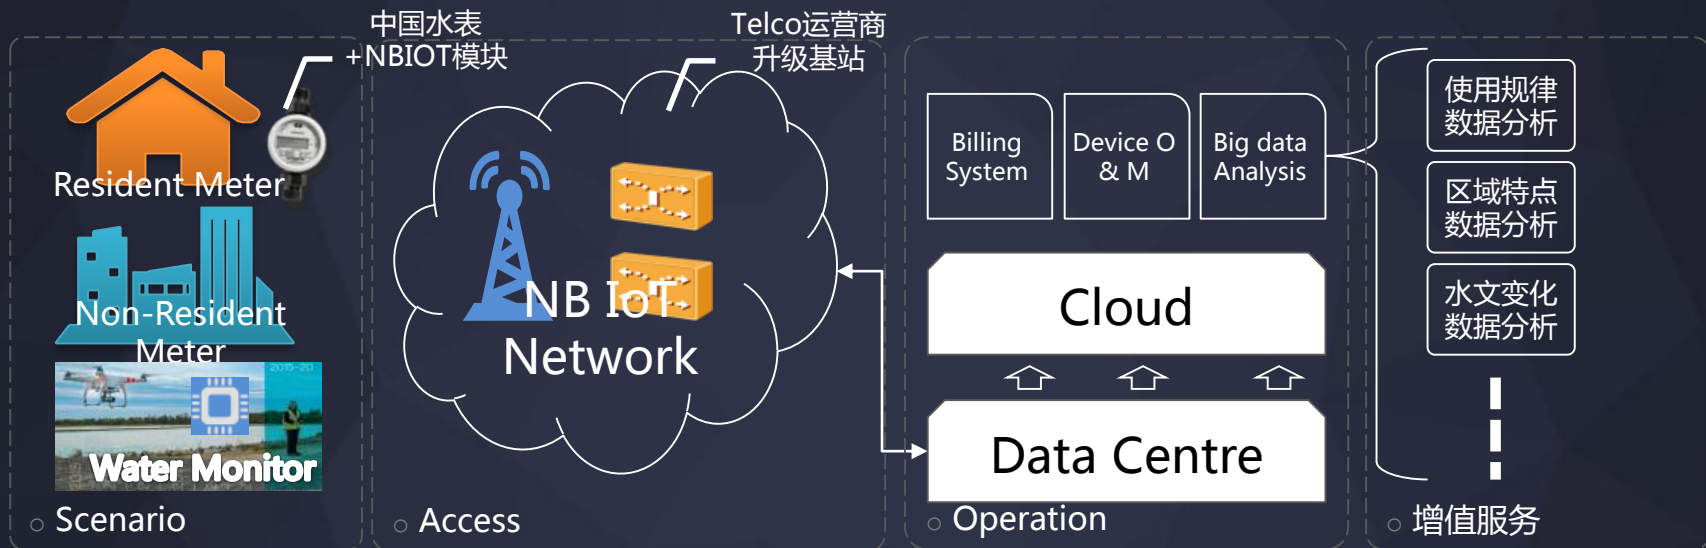 中国水表
+NBIOT模块
Telco运营商
升级基站
Resident Meter
Non-Resident
Meter
2015-20
Water Monitor
Scenario
NB IoT
Network
Access
Billing
System
Device O
& M
Big data
Analysis
Cloud
Data Centre
Operation
使用规律
数据分析
区域特点
数据分析
水文变化
数据分析
增值服务